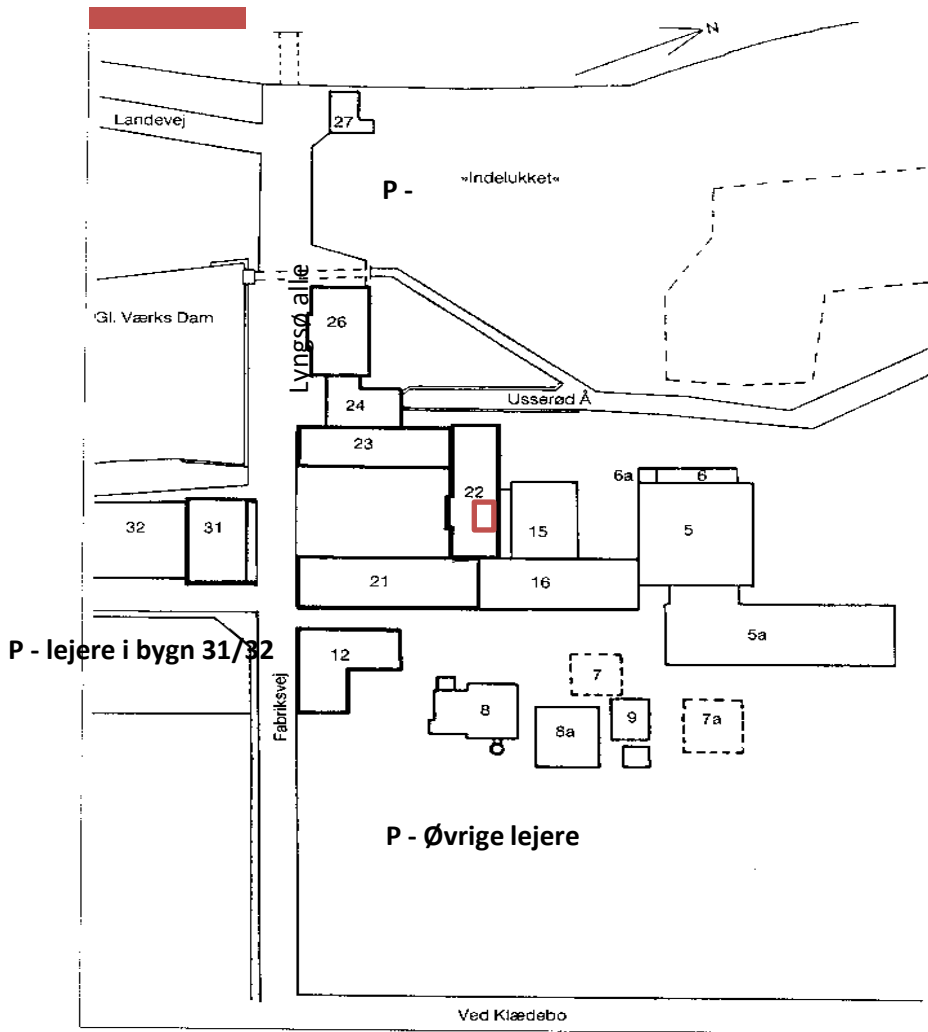 N
Landevej
27
P -
»Indelukket«
Lyngsø alle
Gl. Værks Dam
26
24
Usserød Å
23
22
6a
6
32
31
15
5
21
16
5a
P - lejere i bygn 31/32
12
7
Fabriksvej
8
8a
9
7a
P - Øvrige lejere
Ved Klædebo